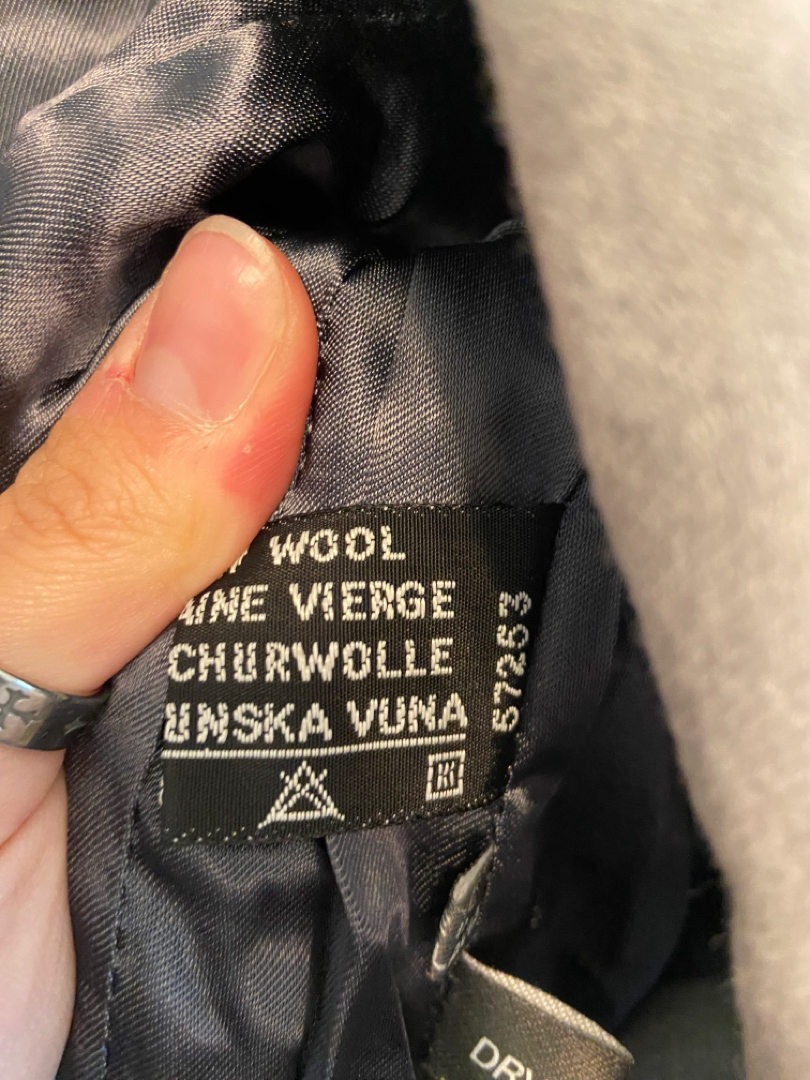 WOOL
AINE VIERGE
CHURWOLLE
UNSKA VUNA
57253
DRY